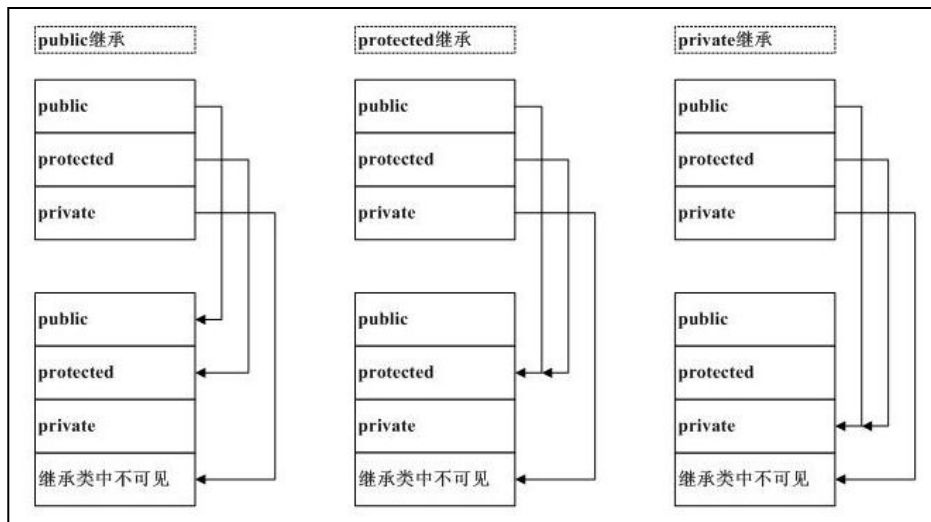 public继承
public
protected
private
public
protected
private
继承类中不可见
protected继承
public
protected
private
public
protected
private
继承类中不可见
private继承
public
protected
private
public
protected
private
继承类中不可见